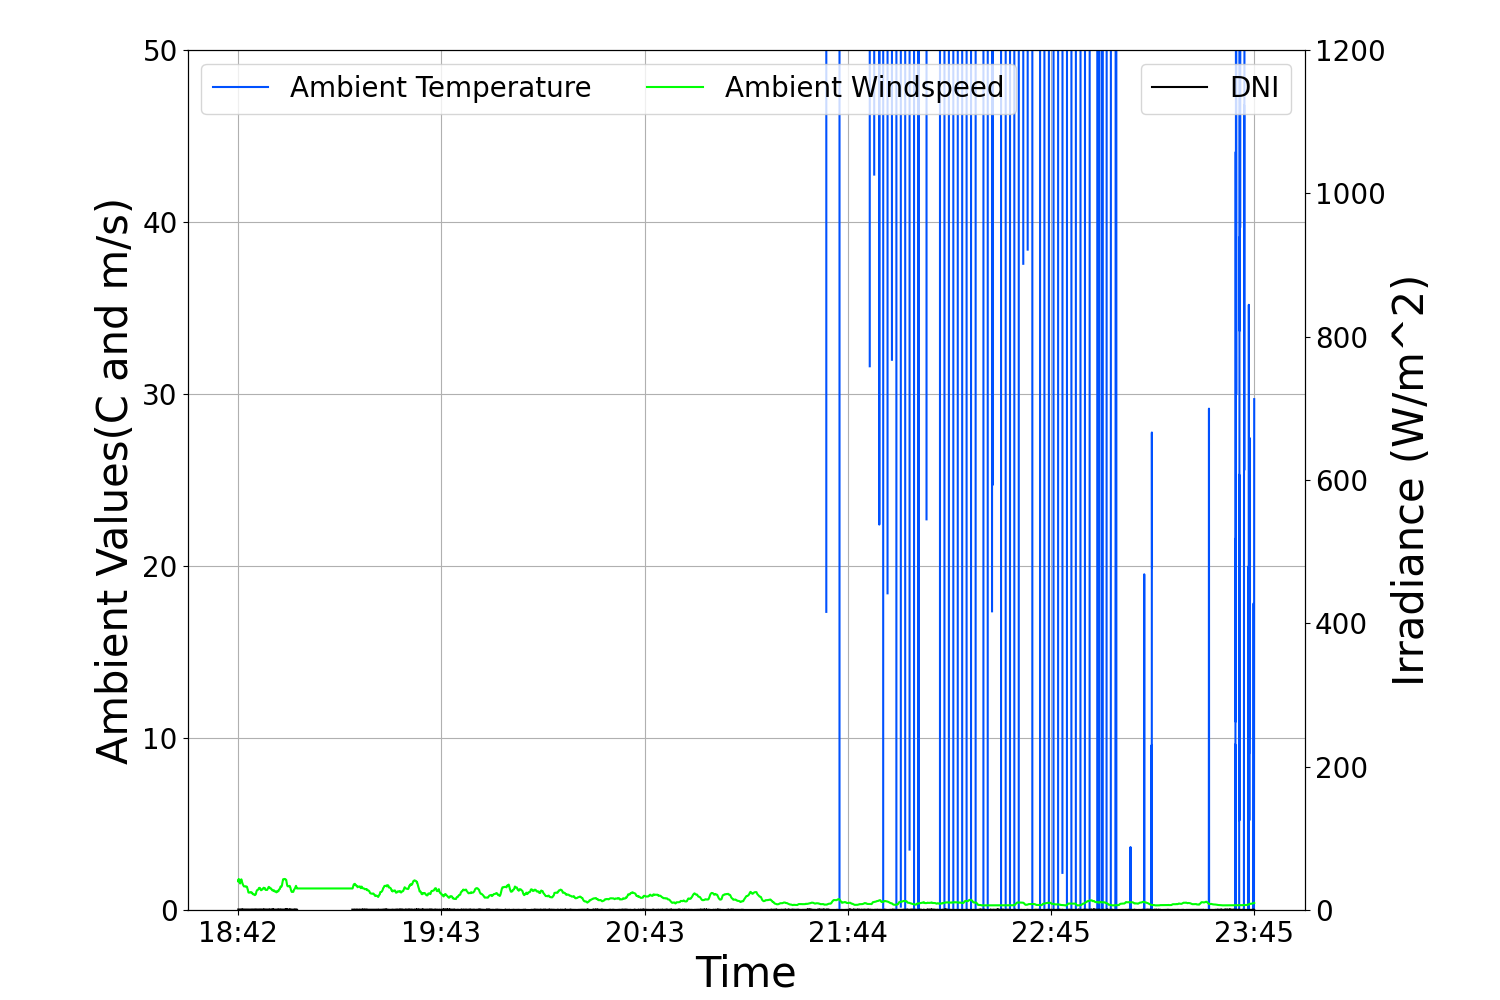 Ambient Temperature Ambient Windspeed DNI
Ambient Values(C and m/s)
50
40
30
20
10
0
1200
1000
800
600
400
200
0
Irradiance (W/m^2)
18:42 19:43 20:43 21:44 22:45 23:45
Time